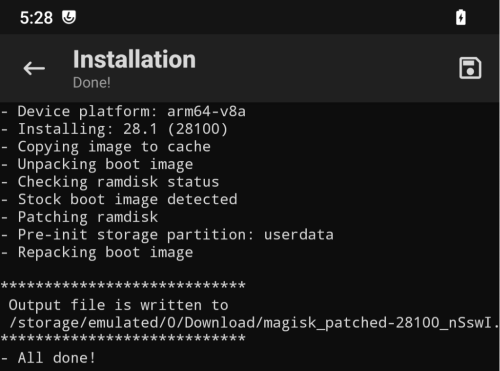 5:28
Installation
Done!
- Device platform: arm64-v8a
- Installing: 28.1 (28100)
- Copying image to cache
- Unpacking boot image
- Checking ramdisk status
- Stock boot image detected
- Patching ramdisk
- Pre-init storage partition: userdata
- Repacking boot image
****************************
Output file is written to
/storage/emulated/0/Download/magisk_patched-28100_nSswI.
****************************
- All done!